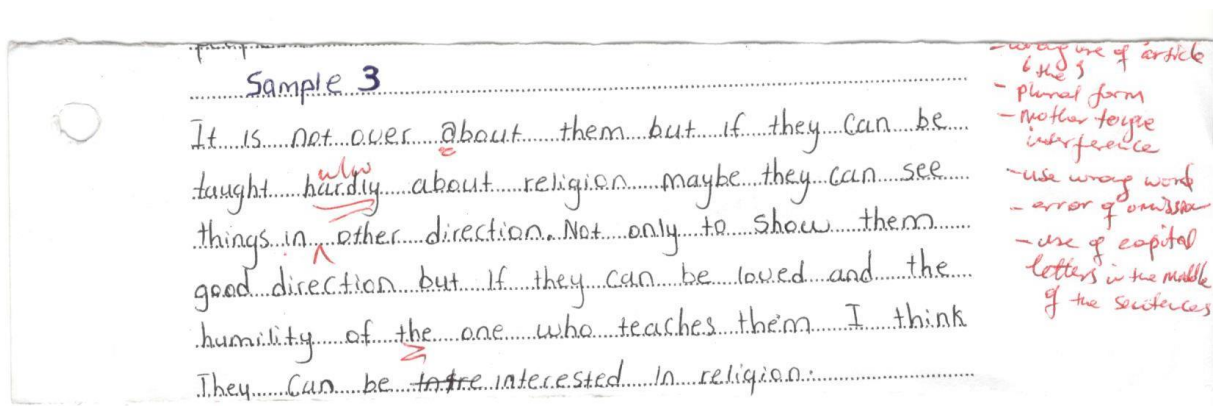 Sample 3
It is not over about them but if they can be
taught hardly about religion maybe they can see
things in other direction. Not only to show them
good direction but if they can be loved and the
humility of the one who teaches them I think
They Can be interested in religion.
- wrong use of article
' the '
- plural form
- mother togue
interference
- use wrong word
- error of omission
- use of capital
letters in the middle
of the sentences